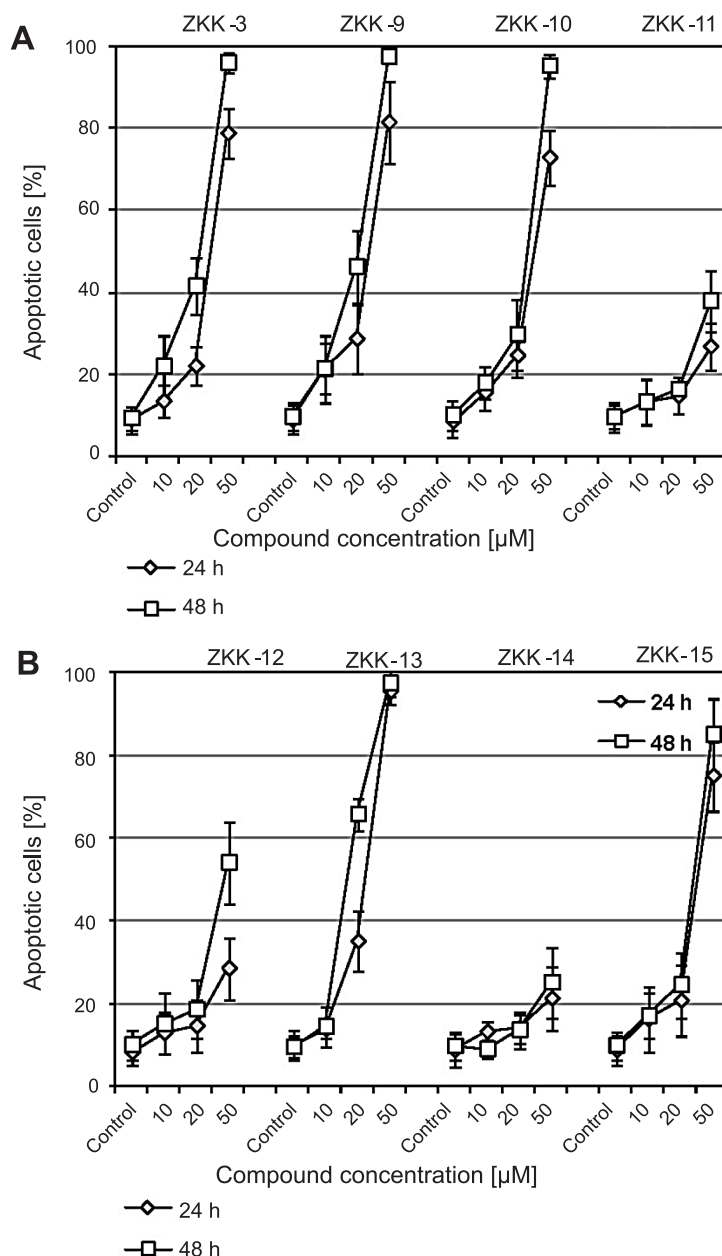 A
ZKK-3 ZKK-9 ZKK-10 ZKK-11
Apoptotic cells [%]
100
80
60
40
20
0
Control 10 20 50 Control 10 20 50 Control 10 20 50 Control 10 20 50
Compound concentration [µM]
24 h
48 h
B
ZKK-12 ZKK-13 ZKK-14 ZKK-15
24 h
48 h
Apoptotic cells [%]
100
80
60
40
20
0
Control 10 20 50 Control 10 20 50 Control 10 20 50 Control 10 20 50
Compound concentration [µM]
24 h
48 h